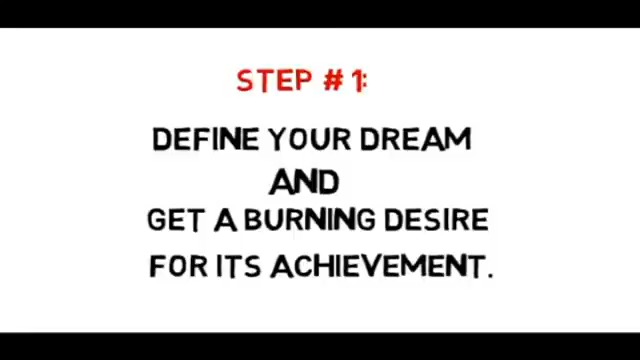 STEP # 1:
DEFINE YOUR DREAM
AND
GET A BURNING DESIRE
FOR ITS ACHIEVEMENT.